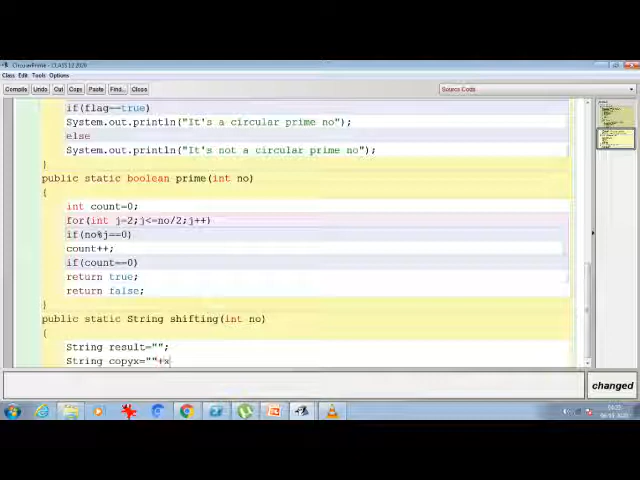 CircularPrime - CLASS 12 2020
Class Edit Tools Options
Compile Undo Cut Copy Paste Find... Close Source Code
if(flag==true)
System.out.println("It's a circular prime no");
else
System.out.println("It's not a circular prime no");
}
public static boolean prime(int no)
{
int count=0;
for(int j=2;j<=no/2;j++)
if(no%j==0)
count++;
if(count==0)
return true;
return false;
}
public static String shifting(int no)
{
String result="";
String copyx=""+x
changed